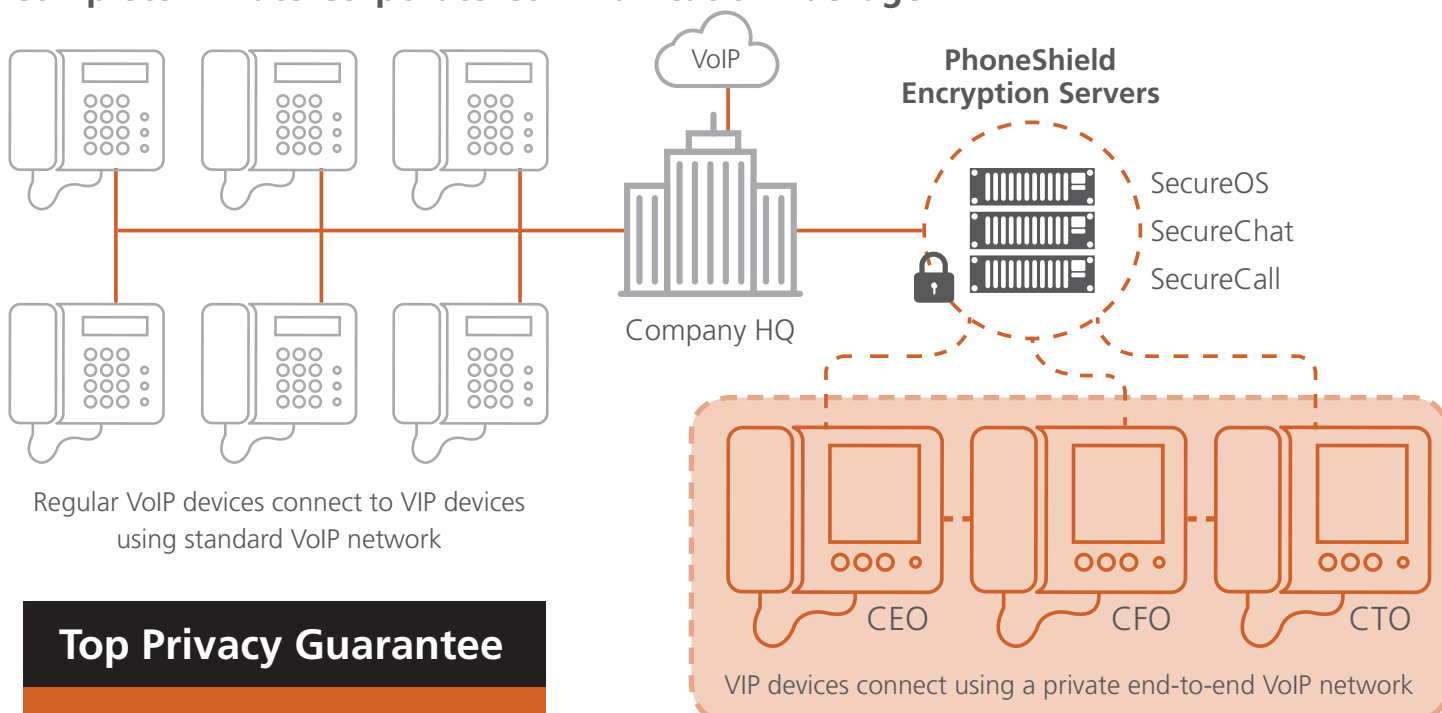 VoIP
PhoneShield
Encryption Servers
SecureOS
SecureChat
SecureCall
Company HQ
Regular VoIP devices connect to VIP devices
using standard VoIP network
CEO
CFO
CTO
VIP devices connect using a private end-to-end VoIP network
Top Privacy Guarantee